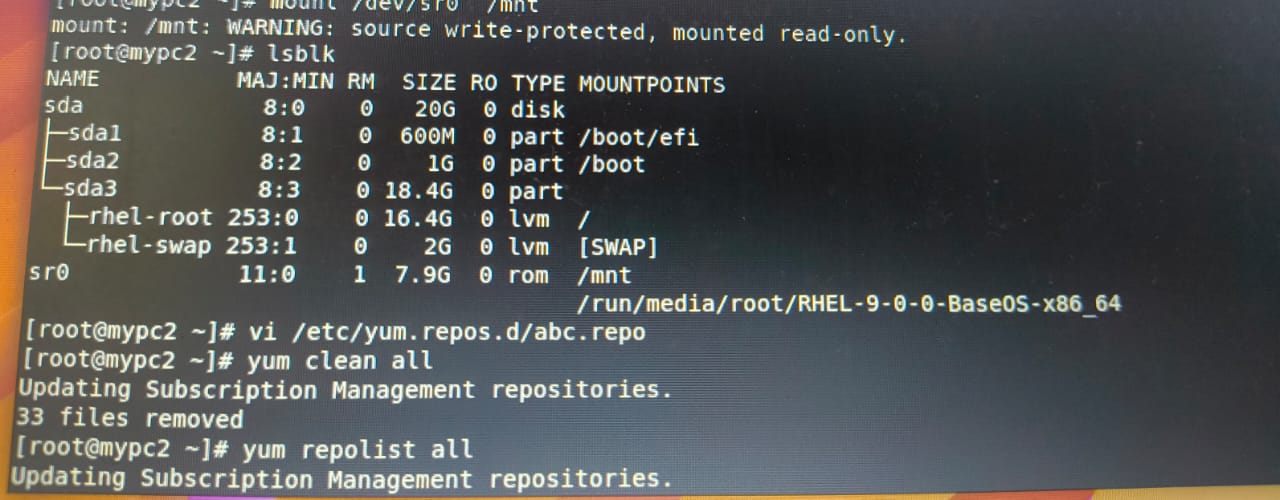 [root@mypc2 ~]# mount /dev/sr0 /mnt
mount: /mnt: WARNING: source write-protected, mounted read-only.
[root@mypc2 ~]# lsblk
NAME MAJ:MIN RM SIZE RO TYPE MOUNTPOINTS
sda 8:0 0 20G 0 disk
├─sda1 8:1 0 600M 0 part /boot/efi
├─sda2 8:2 0 1G 0 part /boot
└─sda3 8:3 0 18.4G 0 part
├─rhel-root 253:0 0 16.4G 0 lvm /
└─rhel-swap 253:1 0 2G 0 lvm [SWAP]
sr0 11:0 1 7.9G 0 rom /mnt
/run/media/root/RHEL-9-0-0-BaseOS-x86_64
[root@mypc2 ~]# vi /etc/yum.repos.d/abc.repo
[root@mypc2 ~]# yum clean all
Updating Subscription Management repositories.
33 files removed
[root@mypc2 ~]# yum repolist all
Updating Subscription Management repositories.